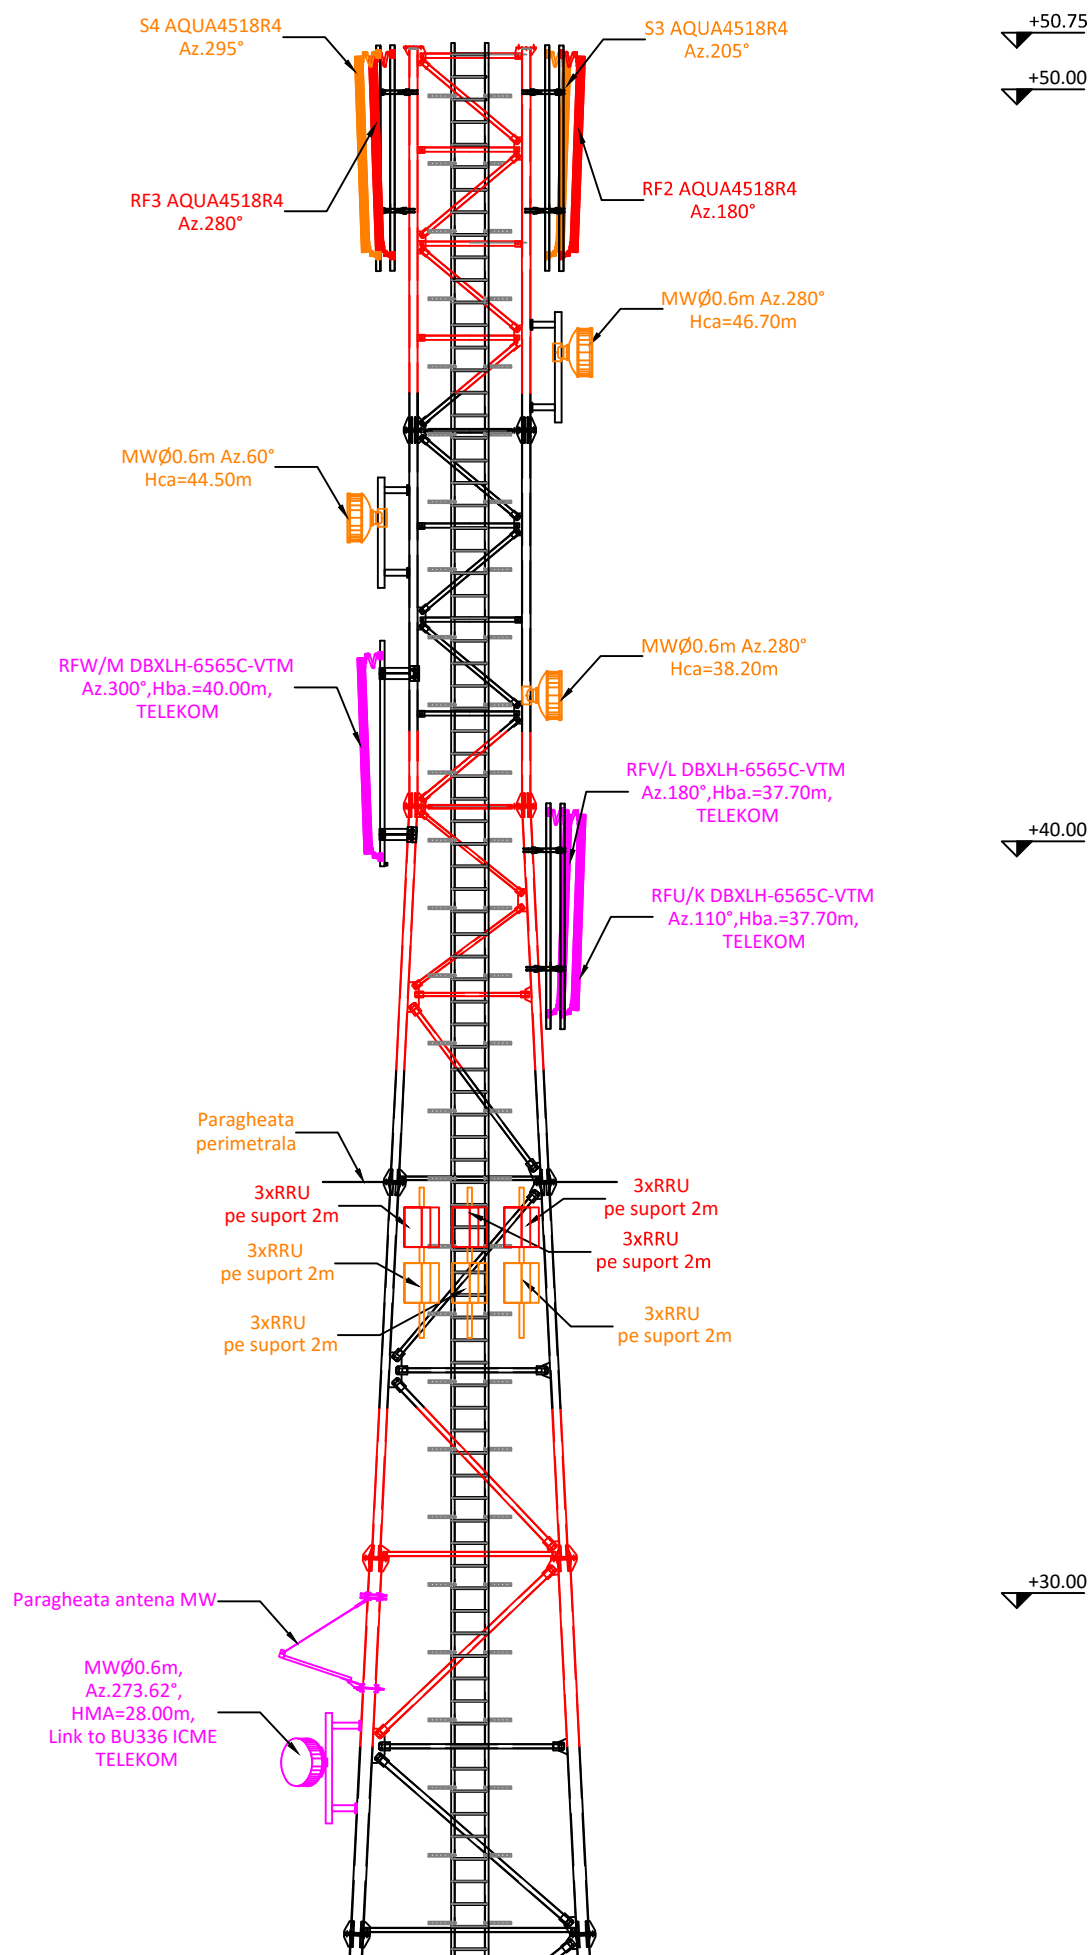 S4 AQUA4518R4
Az.295°
S3 AQUA4518R4
Az.205°
+50.75
+50.00
RF3 AQUA4518R4
Az.280°
RF2 AQUA4518R4
Az.180°
MWØ0.6m Az.280°
Hca=46.70m
MWØ0.6m Az.60°
Hca=44.50m
MWØ0.6m Az.280°
Hca=38.20m
RFW/M DBXLH-6565C-VTM
Az.300°,Hba.=40.00m,
TELEKOM
RFV/L DBXLH-6565C-VTM
Az.180°,Hba.=37.70m,
TELEKOM
+40.00
RFU/K DBXLH-6565C-VTM
Az.110°,Hba.=37.70m,
TELEKOM
Paragheata
perimetrala
3xRRU
pe suport 2m
3xRRU
pe suport 2m
3xRRU
pe suport 2m
3xRRU
pe suport 2m
3xRRU
pe suport 2m
3xRRU
pe suport 2m
+30.00
Paragheata antena MW
MWØ0.6m,
Az.273.62°,
HMA=28.00m,
Link to BU336 ICME
TELEKOM